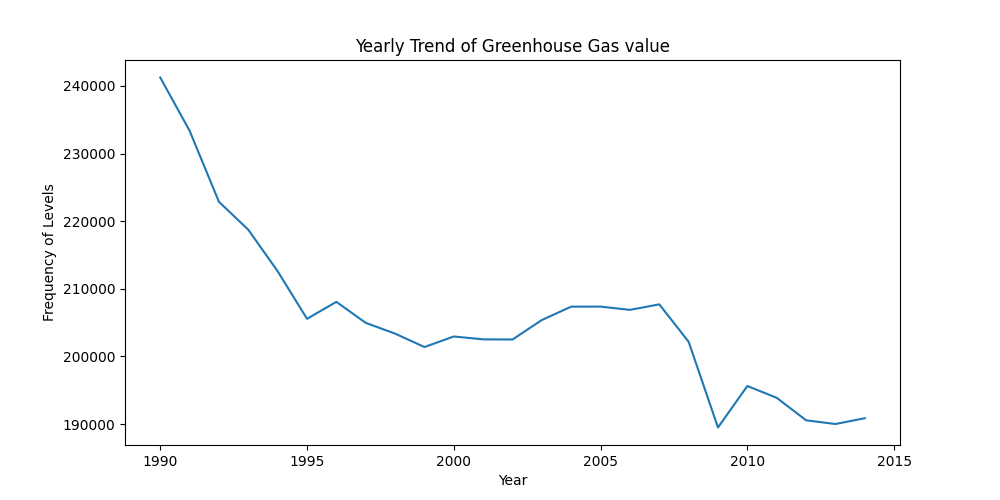 Yearly Trend of Greenhouse Gas value
Frequency of Levels
240000
230000
220000
210000
200000
190000
1990 1995 2000 2005 2010 2015
Year